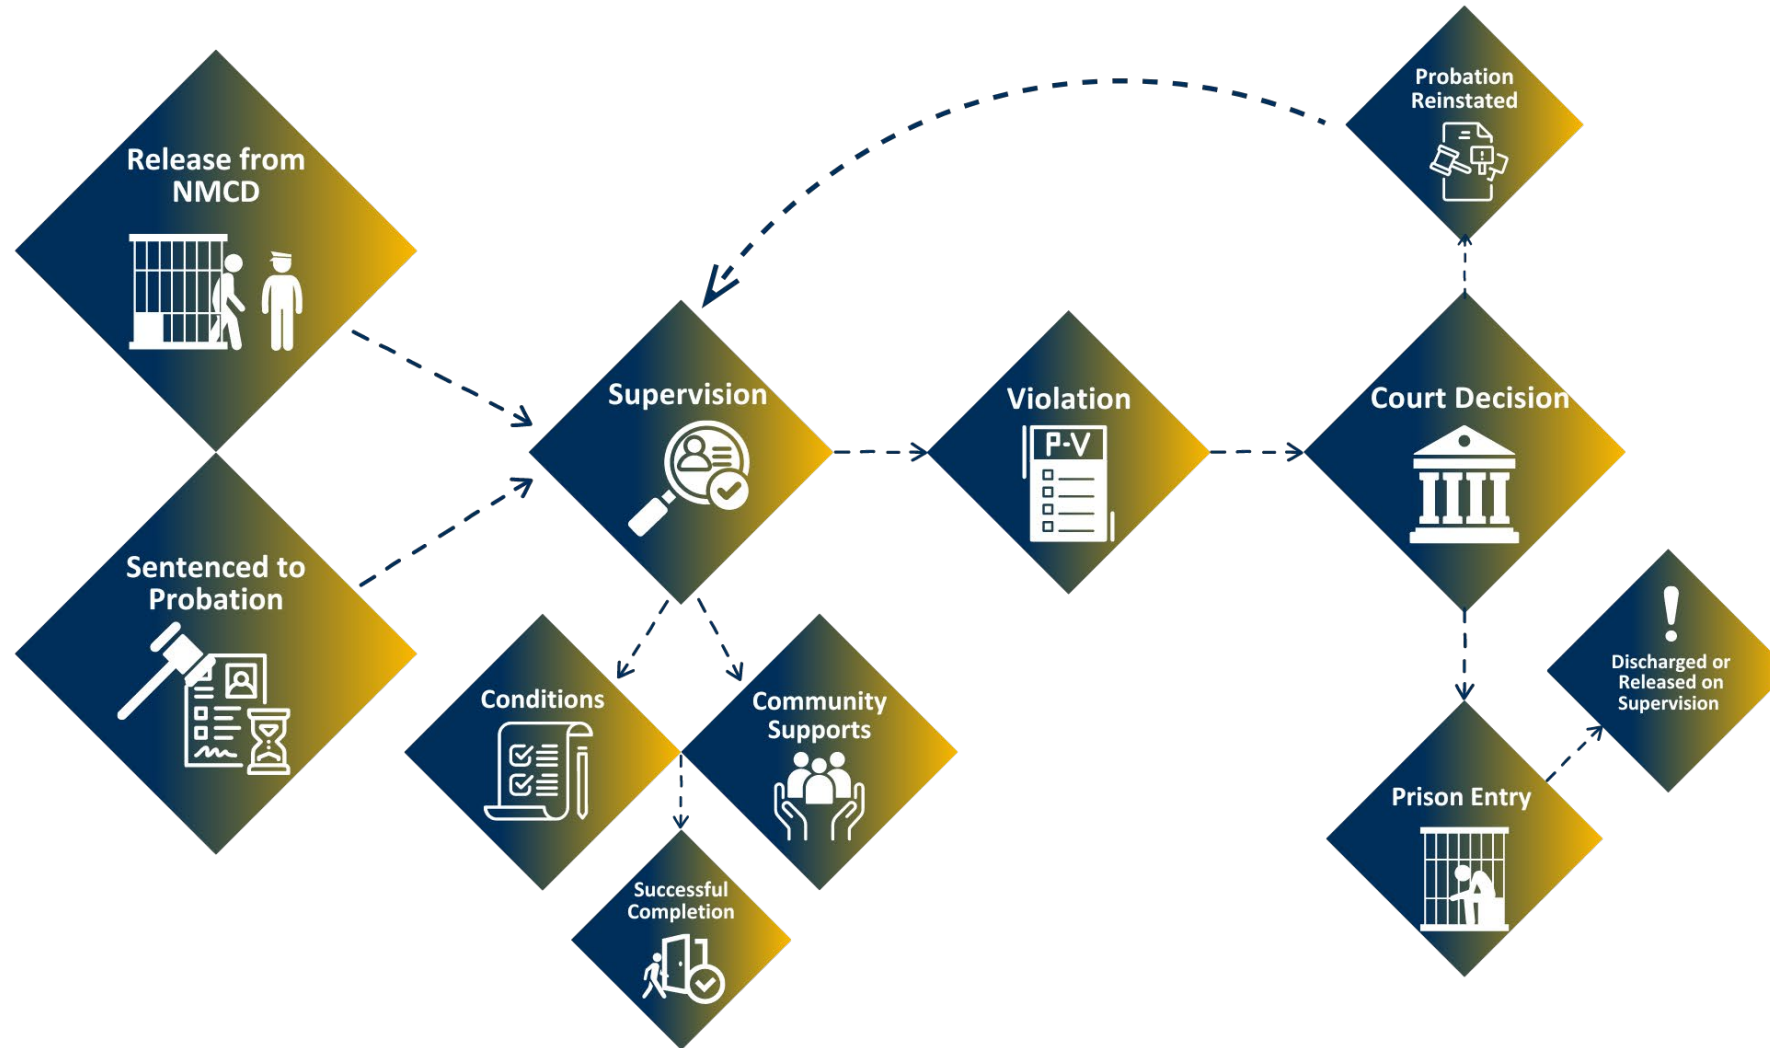 Probation
Reinstated
Release from
NMCD
Supervision
Violation
P-V
Court Decision
Sentenced to
Probation
Conditions
Community
Supports
Discharged or
Released on
Supervision
!
Prison Entry
Successful
Completion